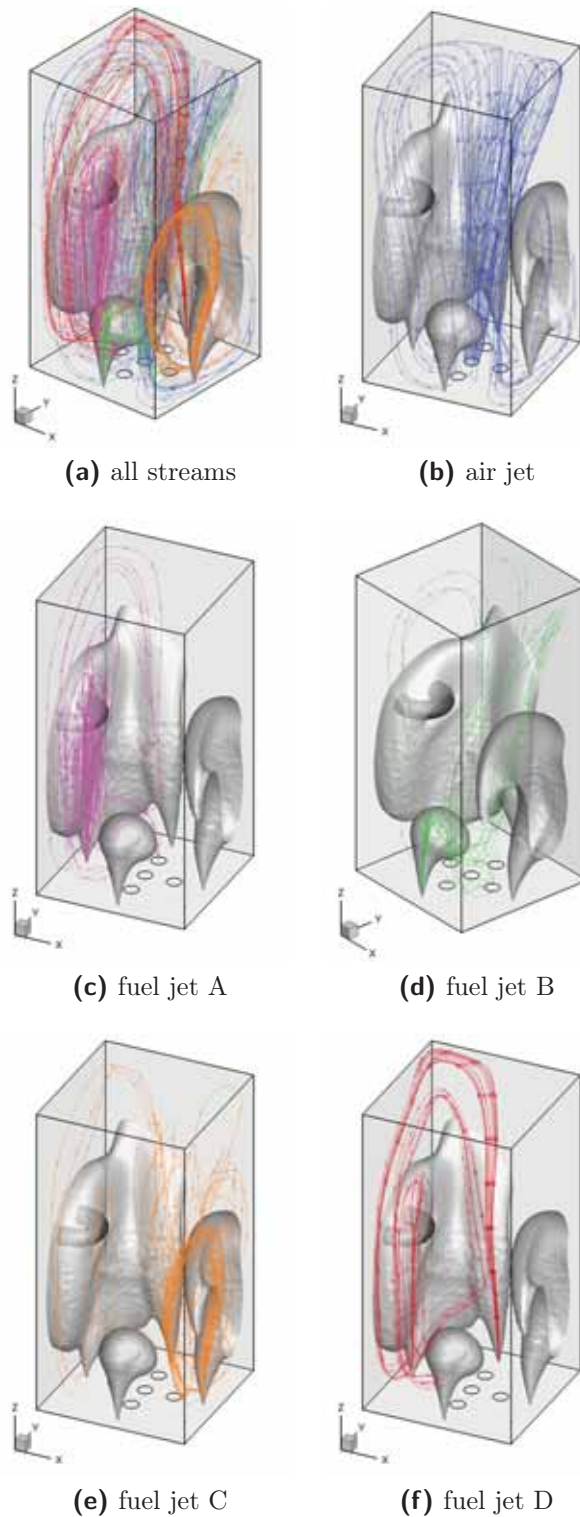 Z
Y
X
Z
Y
X
(a) all streams
(b) air jet
Z
Y
X
Z
Y
X
(c) fuel jet A
(d) fuel jet B
Z
Y
X
Z
Y
X
(e) fuel jet C
(f) fuel jet D